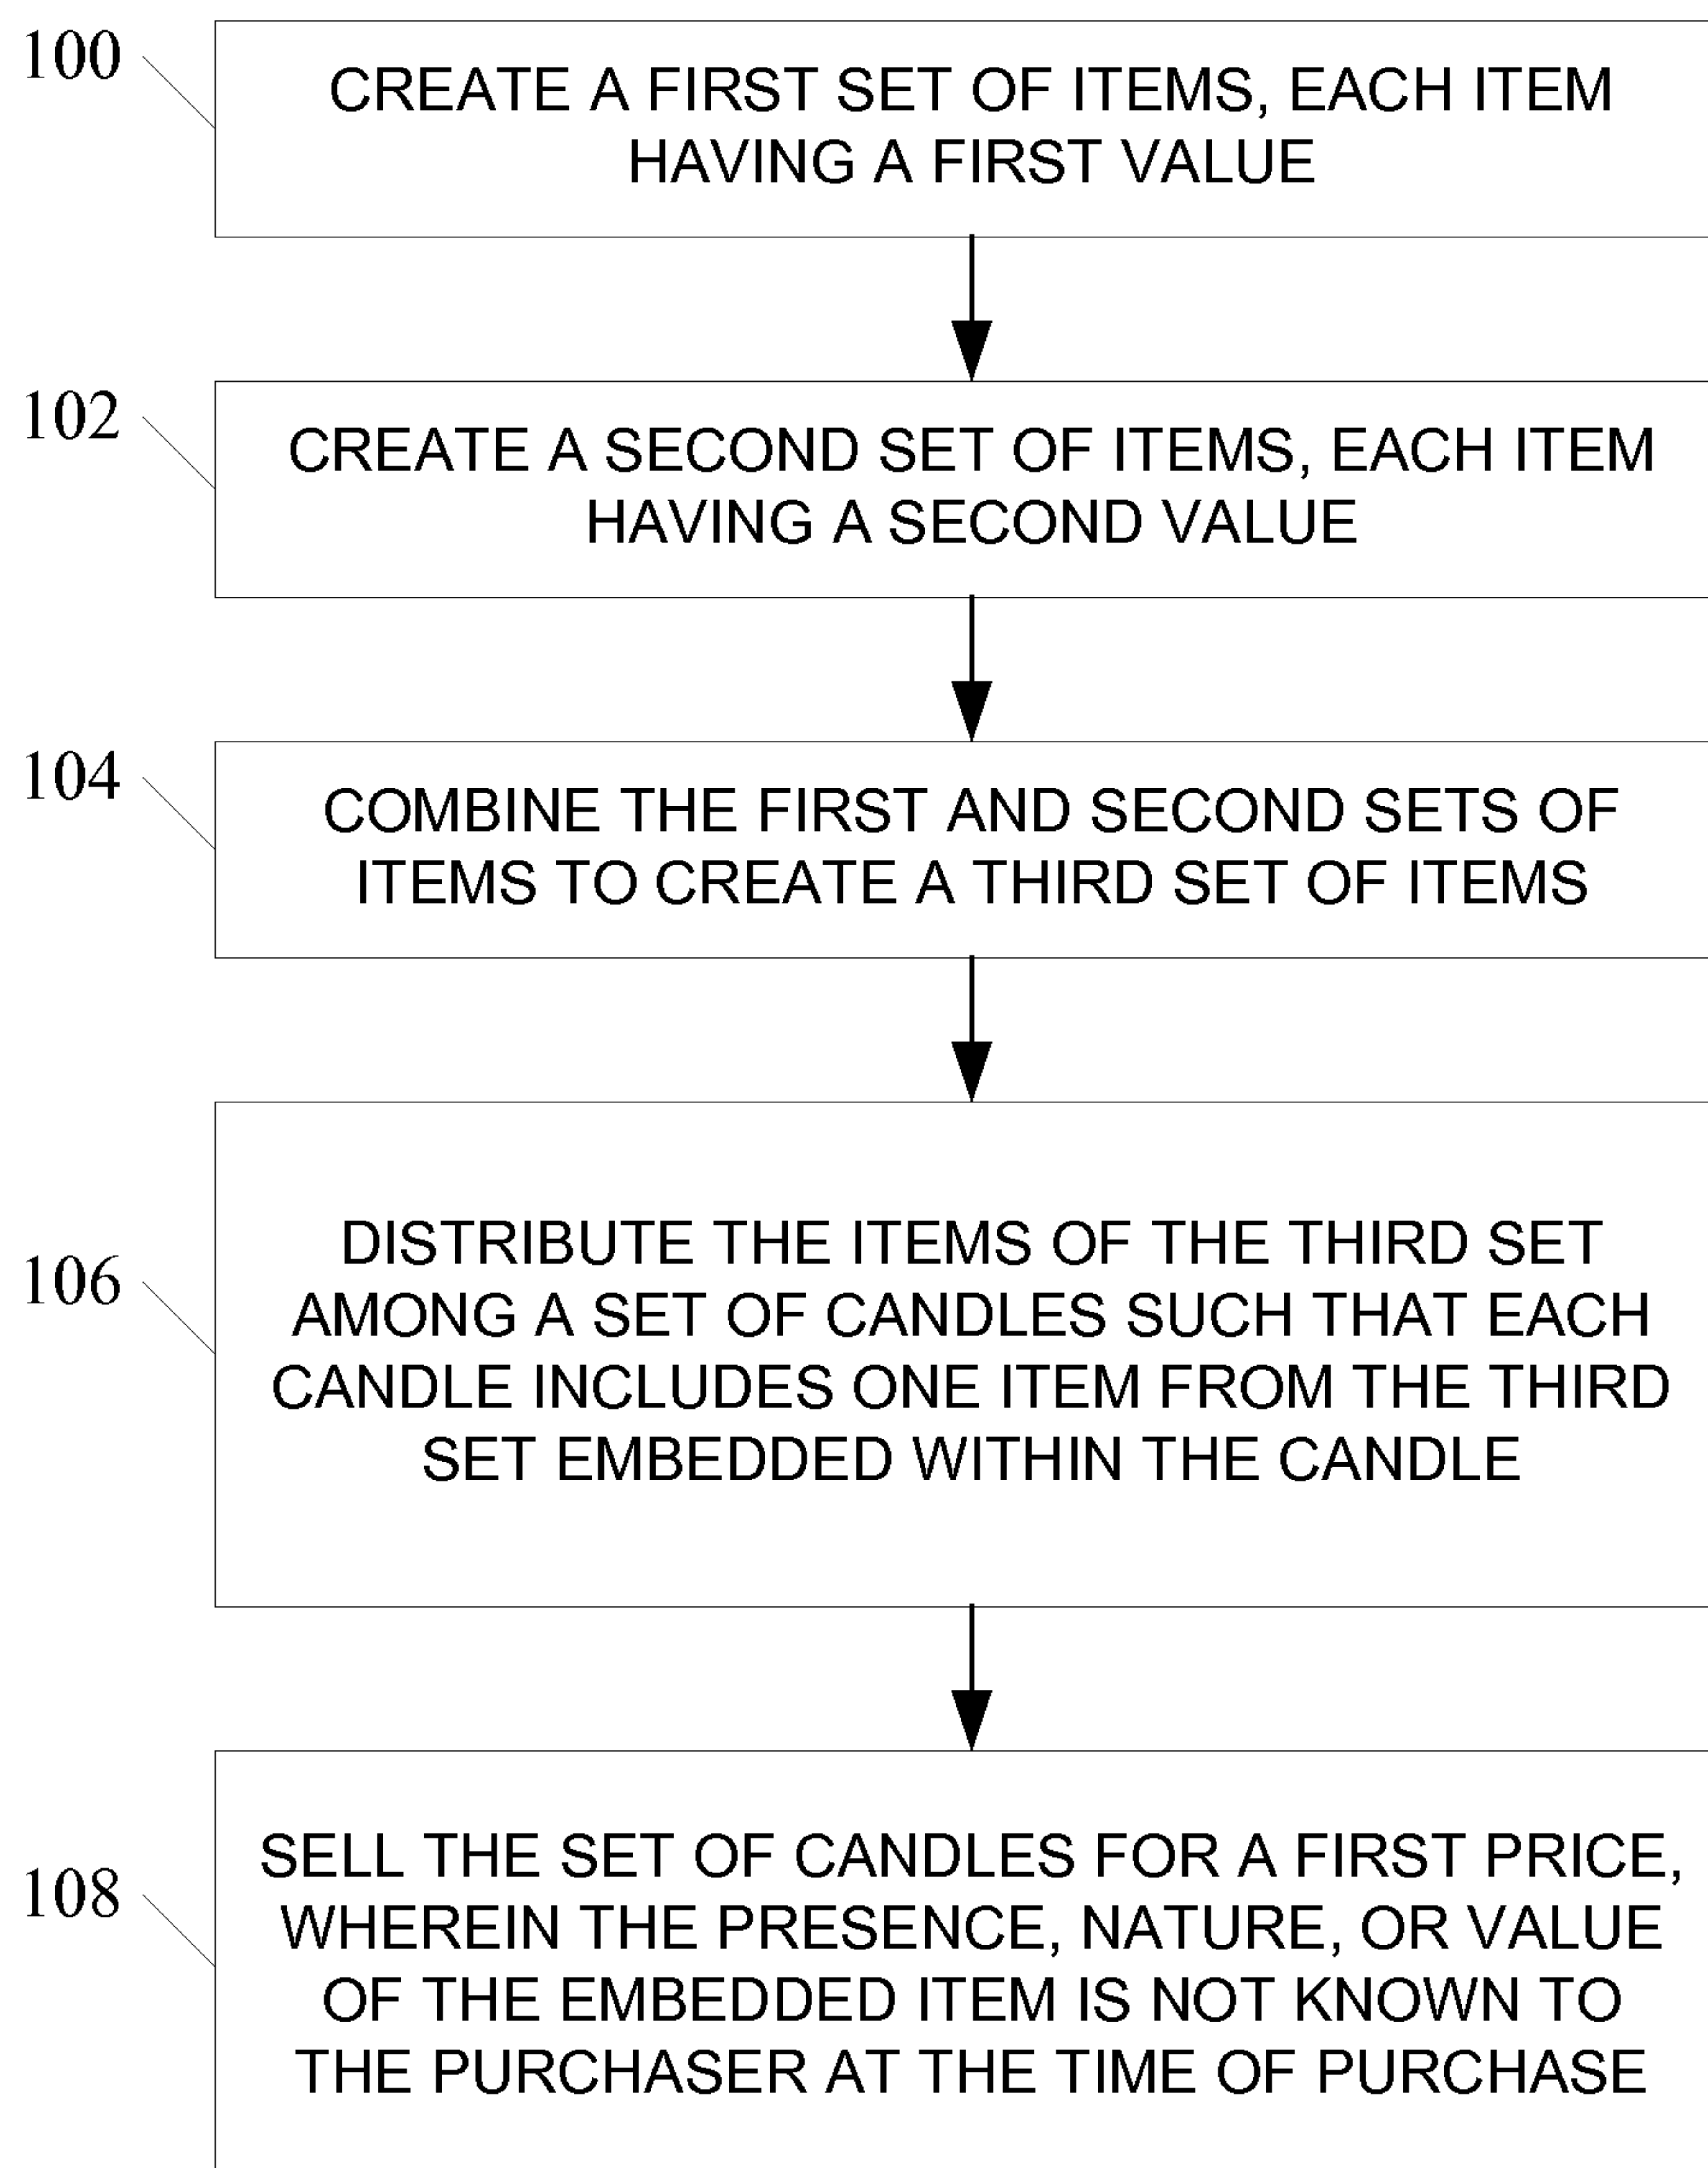 100
CREATE A FIRST SET OF ITEMS, EACH ITEM
HAVING A FIRST VALUE
102
CREATE A SECOND SET OF ITEMS, EACH ITEM
HAVING A SECOND VALUE
104
COMBINE THE FIRST AND SECOND SETS OF
ITEMS TO CREATE A THIRD SET OF ITEMS
106
DISTRIBUTE THE ITEMS OF THE THIRD SET
AMONG A SET OF CANDLES SUCH THAT EACH
CANDLE INCLUDES ONE ITEM FROM THE THIRD
SET EMBEDDED WITHIN THE CANDLE
108
SELL THE SET OF CANDLES FOR A FIRST PRICE,
WHEREIN THE PRESENCE, NATURE, OR VALUE
OF THE EMBEDDED ITEM IS NOT KNOWN TO
THE PURCHASER AT THE TIME OF PURCHASE